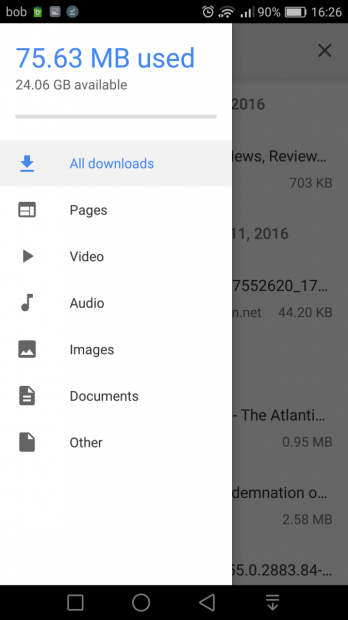 bob 90% 16:26
75.63 MB used
24.06 GB available
2016
All downloads
ews, Review...
703 KB
Pages
11, 2016
Video
7552620_17...
Audio
n.net 44.20 KB
Images
Documents
- The Atlanti...
0.95 MB
Other
demnation o...
2.58 MB
55.0.2883.84-...